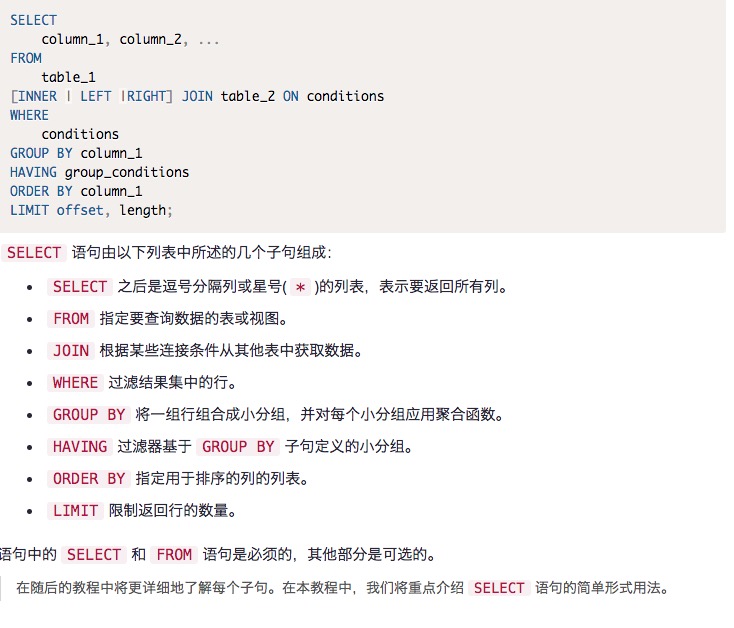 SELECT
column_1, column_2, ...
FROM
table_1
[INNER | LEFT |RIGHT] JOIN table_2 ON conditions
WHERE
conditions
GROUP BY column_1
HAVING group_conditions
ORDER BY column_1
LIMIT offset, length;
SELECT 语句由以下列表中所述的几个子句组成：
• SELECT 之后是逗号分隔列或星号( * )的列表，表示要返回所有列。
• FROM 指定要查询数据的表或视图。
• JOIN 根据某些连接条件从其他表中获取数据。
• WHERE 过滤结果集中的行。
• GROUP BY 将一组行组合成小分组，并对每个小分组应用聚合函数。
• HAVING 过滤器基于 GROUP BY 子句定义的小分组。
• ORDER BY 指定用于排序的列的列表。
• LIMIT 限制返回行的数量。
语句中的 SELECT 和 FROM 语句是必须的，其他部分是可选的。
在随后的教程中将更详细地了解每个子句。在本教程中，我们将重点介绍 SELECT 语句的简单形式用法。